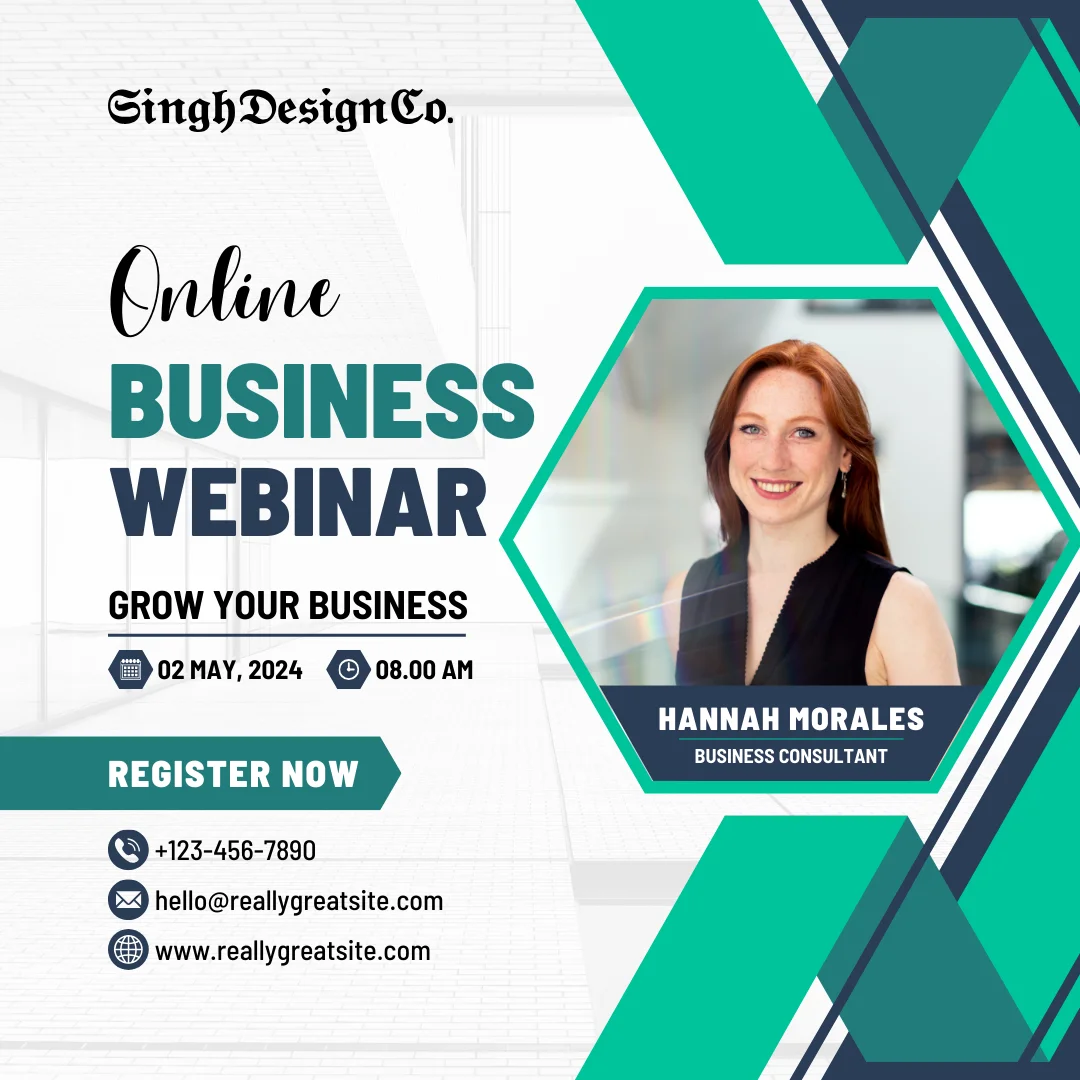 SinghDesignCo.
Online
BUSINESS
WEBINAR
GROW YOUR BUSINESS
02 MAY, 2024 08.00 AM
HANNAH MORALES
BUSINESS CONSULTANT
REGISTER NOW
+123-456-7890
hello@reallygreatsite.com
www.reallygreatsite.com